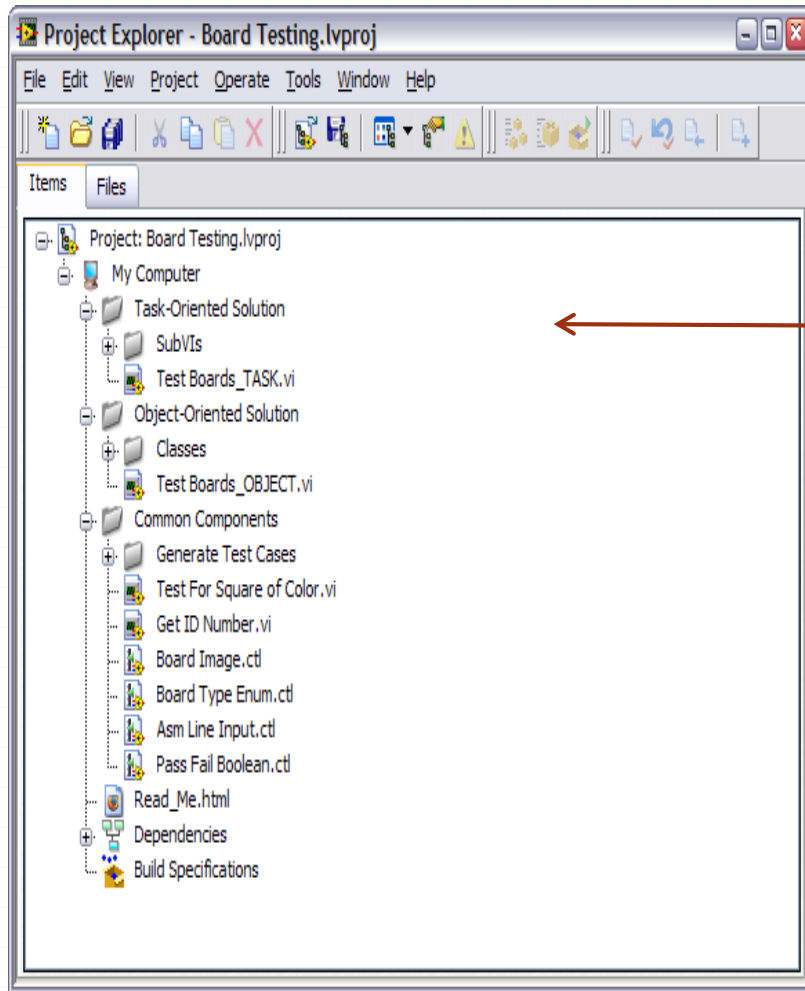 Project Explorer - Board Testing.lvproj
File Edit View Project Operate Tools Window Help
Items Files
Project: Board Testing.lvproj
My Computer
Task-Oriented Solution
SubVIs
Test Boards_TASK.vi
Object-Oriented Solution
Classes
Test Boards_OBJECT.vi
Common Components
Generate Test Cases
Test For Square of Color.vi
Get ID Number.vi
Board Image.ctl
Board Type Enum.ctl
Asm Line Input.ctl
Pass Fail Boolean.ctl
Read_Me.html
Dependencies
Build Specifications